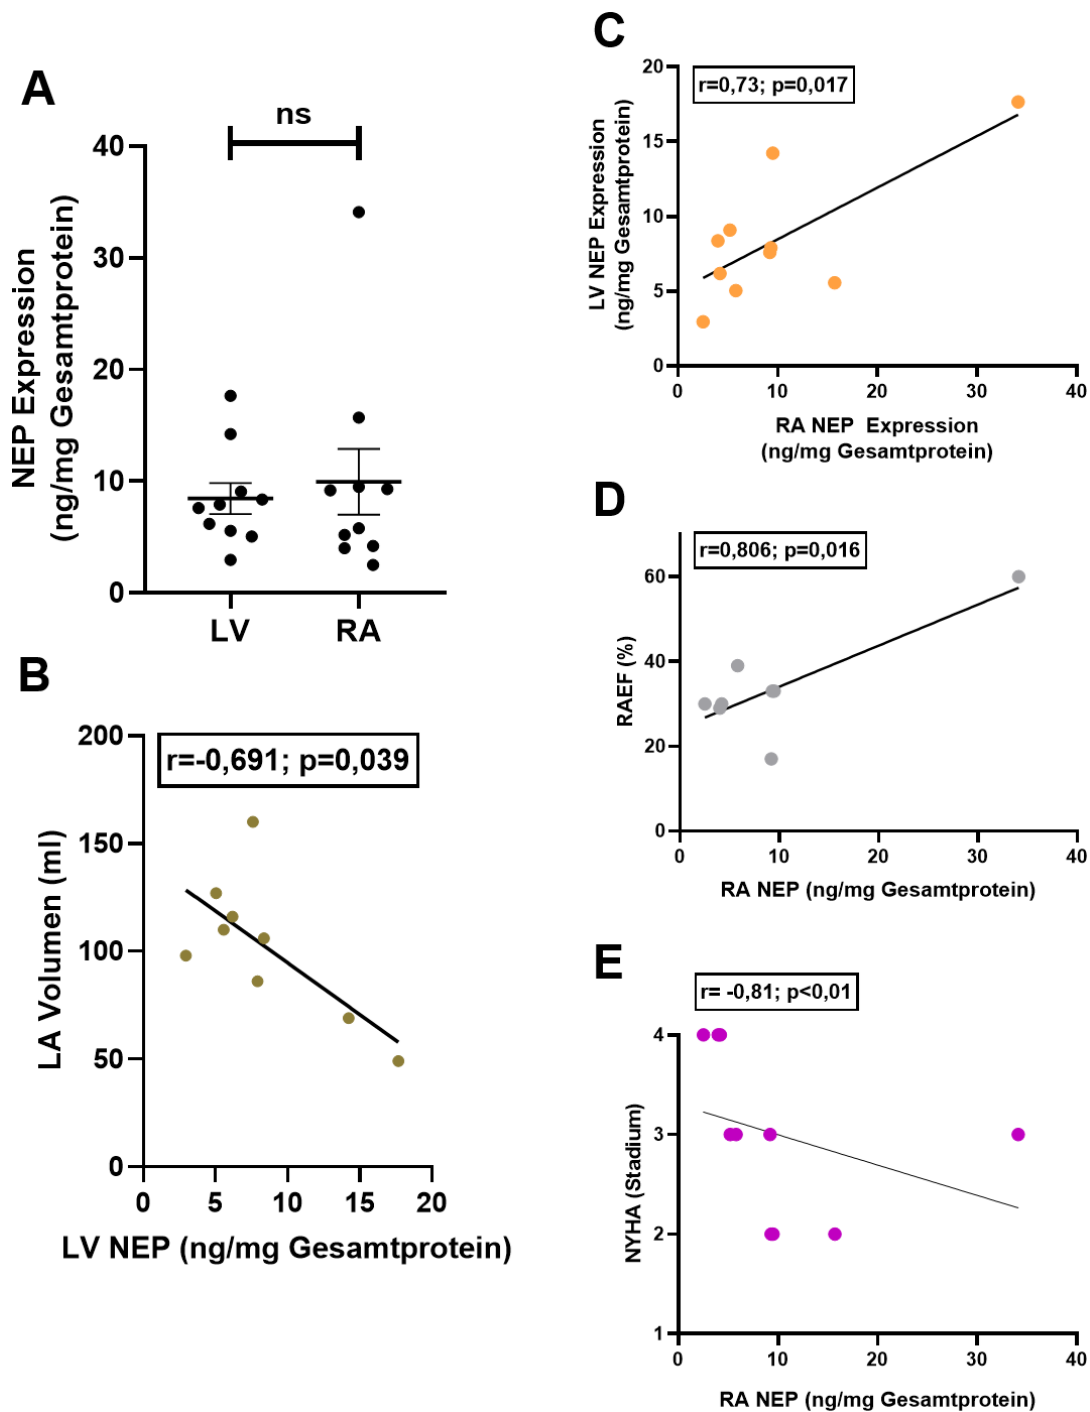 A
ns
NEP Expression
(ng/mg Gesamtprotein)
40
30
20
10
0
LV
RA
B
r=-0,691; p=0,039
LA Volumen (ml)
200
150
100
50
0
0
5
10
15
20
LV NEP (ng/mg Gesamtprotein)
C
r=0,73; p=0,017
LV NEP Expression
(ng/mg Gesamtprotein)
20
15
10
5
0
0
10
20
30
40
RA NEP Expression
(ng/mg Gesamtprotein)
D
r=0,806; p=0,016
RAEF (%)
60
40
20
0
0
10
20
30
40
RA NEP (ng/mg Gesamtprotein)
E
r= -0,81; p<0,01
NYHA (Stadium)
4
3
2
1
0
10
20
30
40
RA NEP (ng/mg Gesamtprotein)